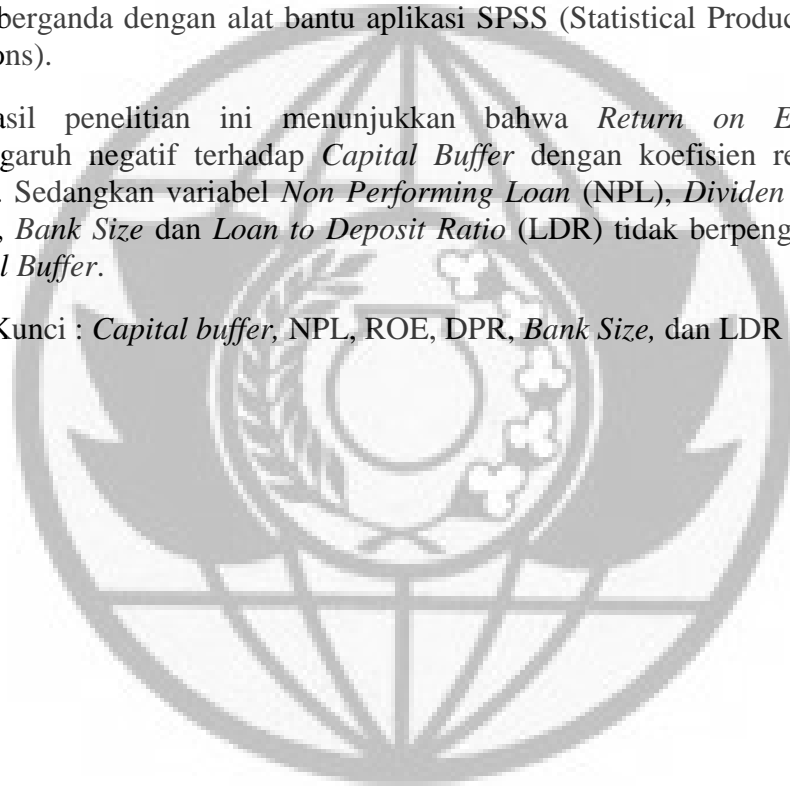 berganda dengan alat bantu aplikasi SPSS (Statistical Produc
ons).
asil penelitian ini menunjukkan bahwa Return on E
garuh negatif terhadap Capital Buffer dengan koefisien re
. Sedangkan variabel Non Performing Loan (NPL), Dividen
, Bank Size dan Loan to Deposit Ratio (LDR) tidak berpeng
l Buffer.
Kunci : Capital buffer, NPL, ROE, DPR, Bank Size, dan LDR